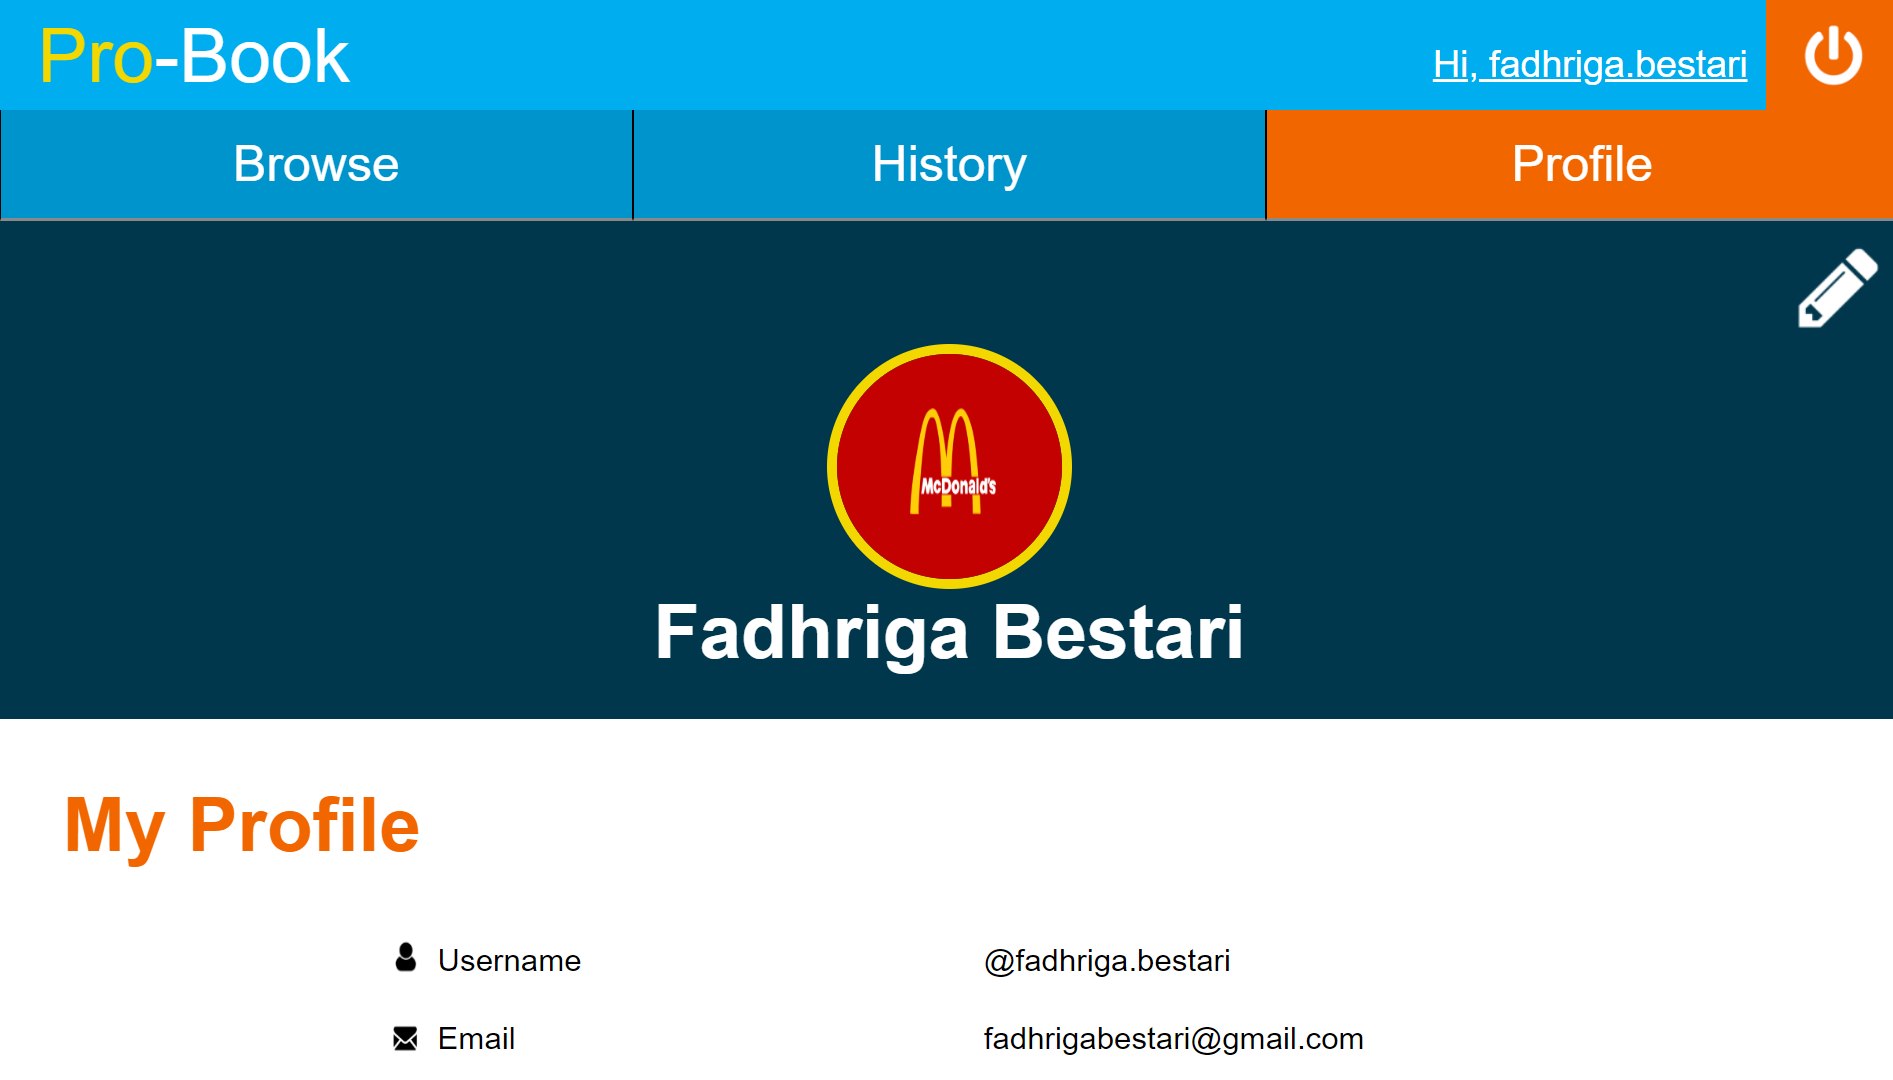 Pro-Book
Hi, fadhriga.bestari
Browse
History
Profile
McDonald's
Fadhriga Bestari
My Profile
Username
@fadhriga.bestari
Email
fadhrigabestari@gmail.com